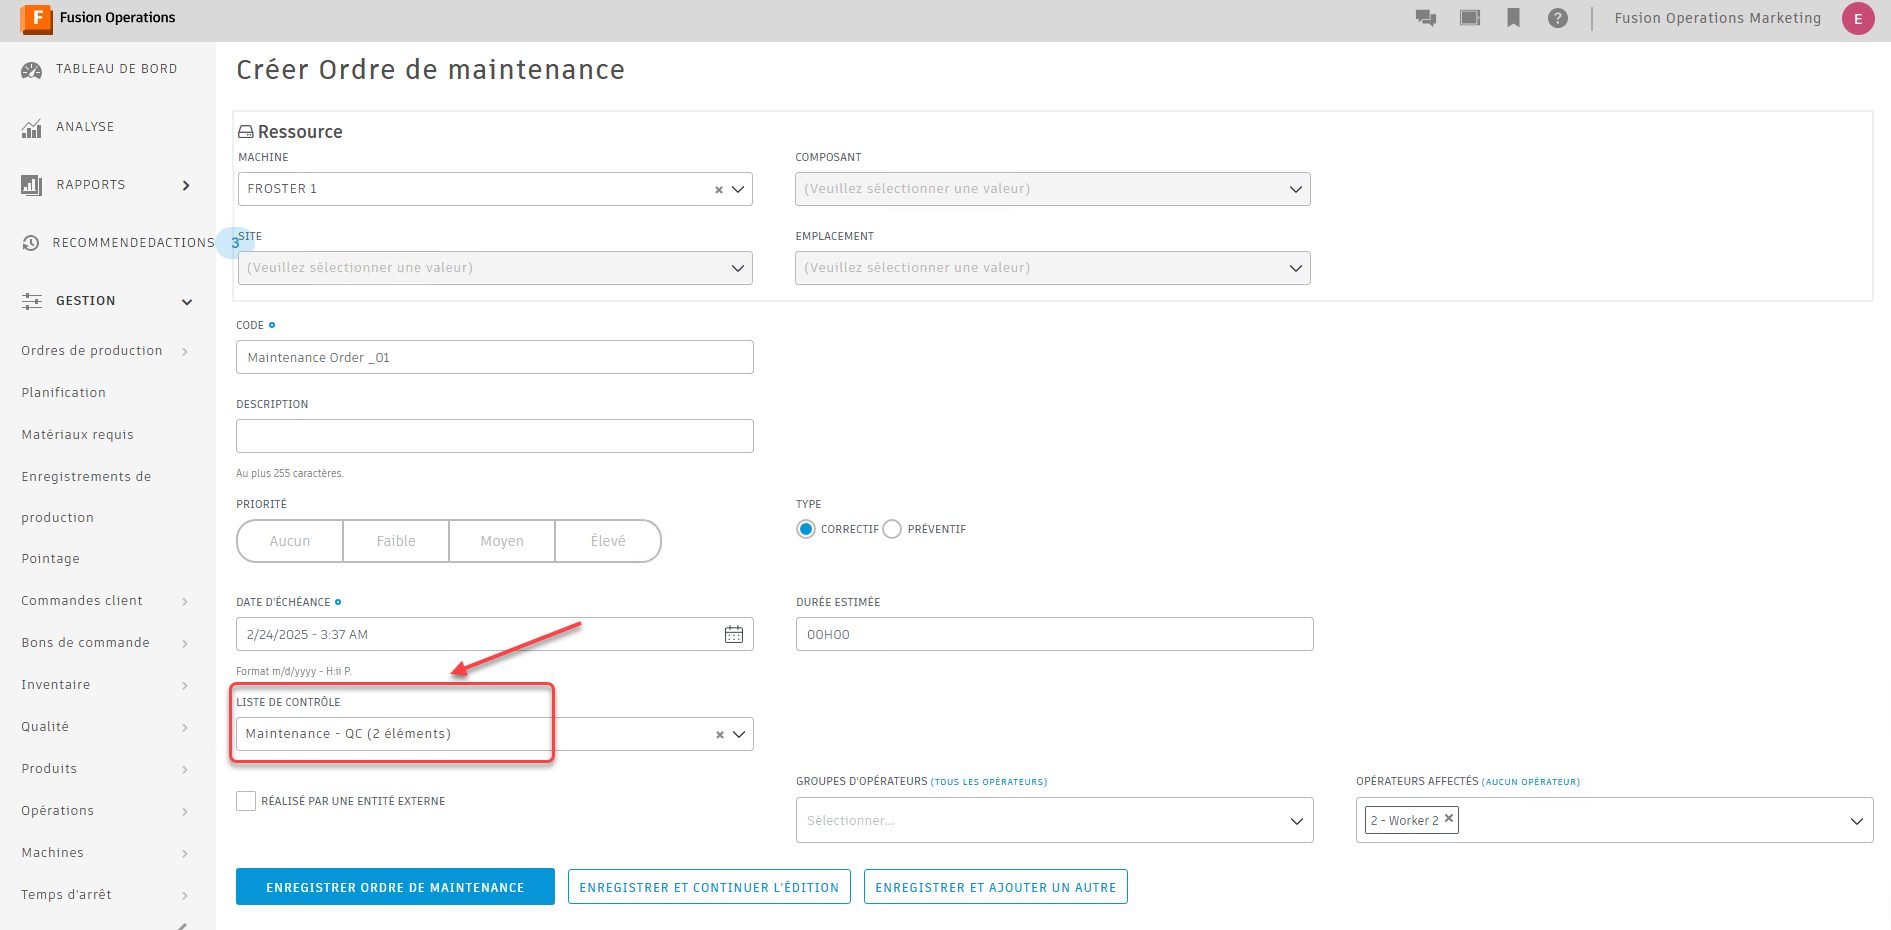 F Fusion Operations
Fusion Operations Marketing E
TABLEAU DE BORD
ANALYSE
RAPPORTS
RECOMMENDEDACTIONS 3
GESTION
Ordres de production
Planification
Matériaux requis
Enregistrements de
production
Pointage
Commandes client
Bons de commande
Inventaire
Qualité
Produits
Opérations
Machines
Temps d'arrêt
Créer Ordre de maintenance
Ressource
MACHINE
FROSTER 1
COMPOSANT
(Veuillez sélectionner une valeur)
SITE
(Veuillez sélectionner une valeur)
EMPLACEMENT
(Veuillez sélectionner une valeur)
CODE
Maintenance Order _01
DESCRIPTION
Au plus 255 caractères.
PRIORITÉ
Aucun Faible Moyen Élevé
TYPE
CORRECTIF PRÉVENTIF
DATE D'ÉCHÉANCE
2/24/2025 - 3:37 AM
Format m/d/yyyy - H:ii P.
DURÉE ESTIMÉE
00H00
LISTE DE CONTRÔLE
Maintenance - QC (2 éléments)
RÉALISÉ PAR UNE ENTITÉ EXTERNE
GROUPES D'OPÉRATEURS (TOUS LES OPÉRATEURS)
Sélectionner...
OPÉRATEURS AFFECTÉS (AUCUN OPÉRATEUR)
2 - Worker 2
ENREGISTRER ORDRE DE MAINTENANCE
ENREGISTRER ET CONTINUER L'ÉDITION
ENREGISTRER ET AJOUTER UN AUTRE